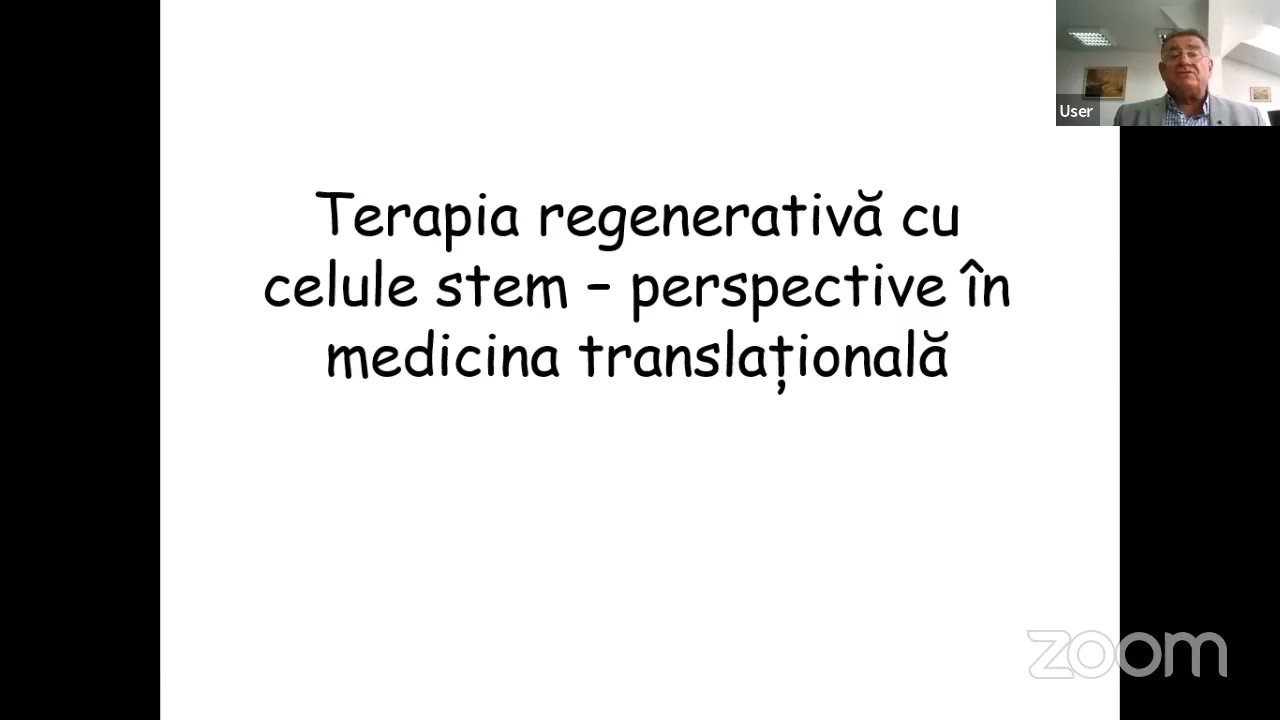 User
Terapia regenerativă cu
celule stem – perspective în
medicina translațională
zoom